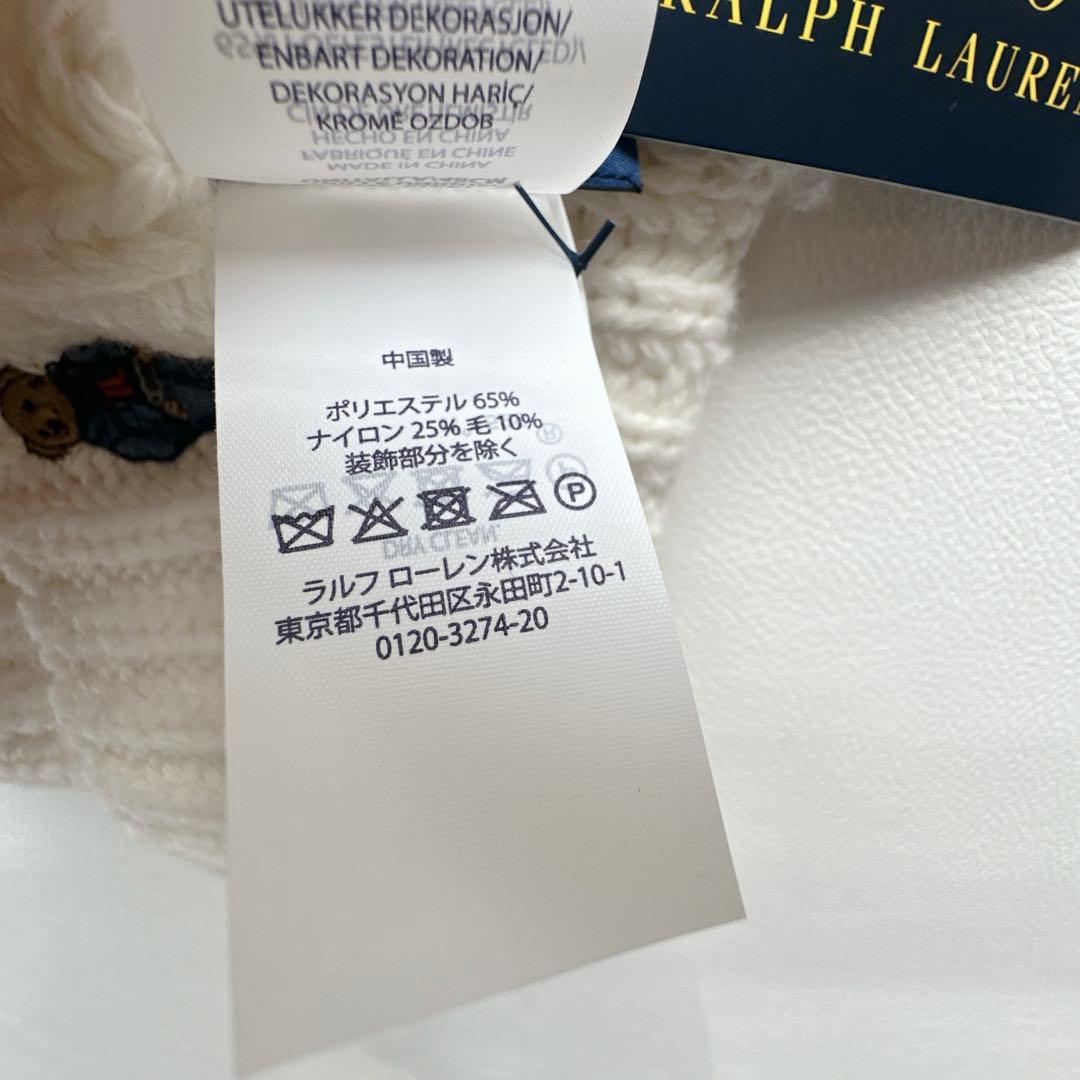 UTELUKKER DEKORASJON/
ENBART DEKORATION/
DEKORASYON HARİÇ/
KROMĚ OZDOB
HECHO EN CHINA
FABRIQUÉ EN CHINE
MADE IN CHINA
RALPH LAUREN
中国製
ポリエステル 65%
ナイロン 25% 毛 10%
装飾部分を除く
P
DRY CLEAN.
ラルフ ローレン株式会社
東京都千代田区永田町2-10-1
0120-3274-20